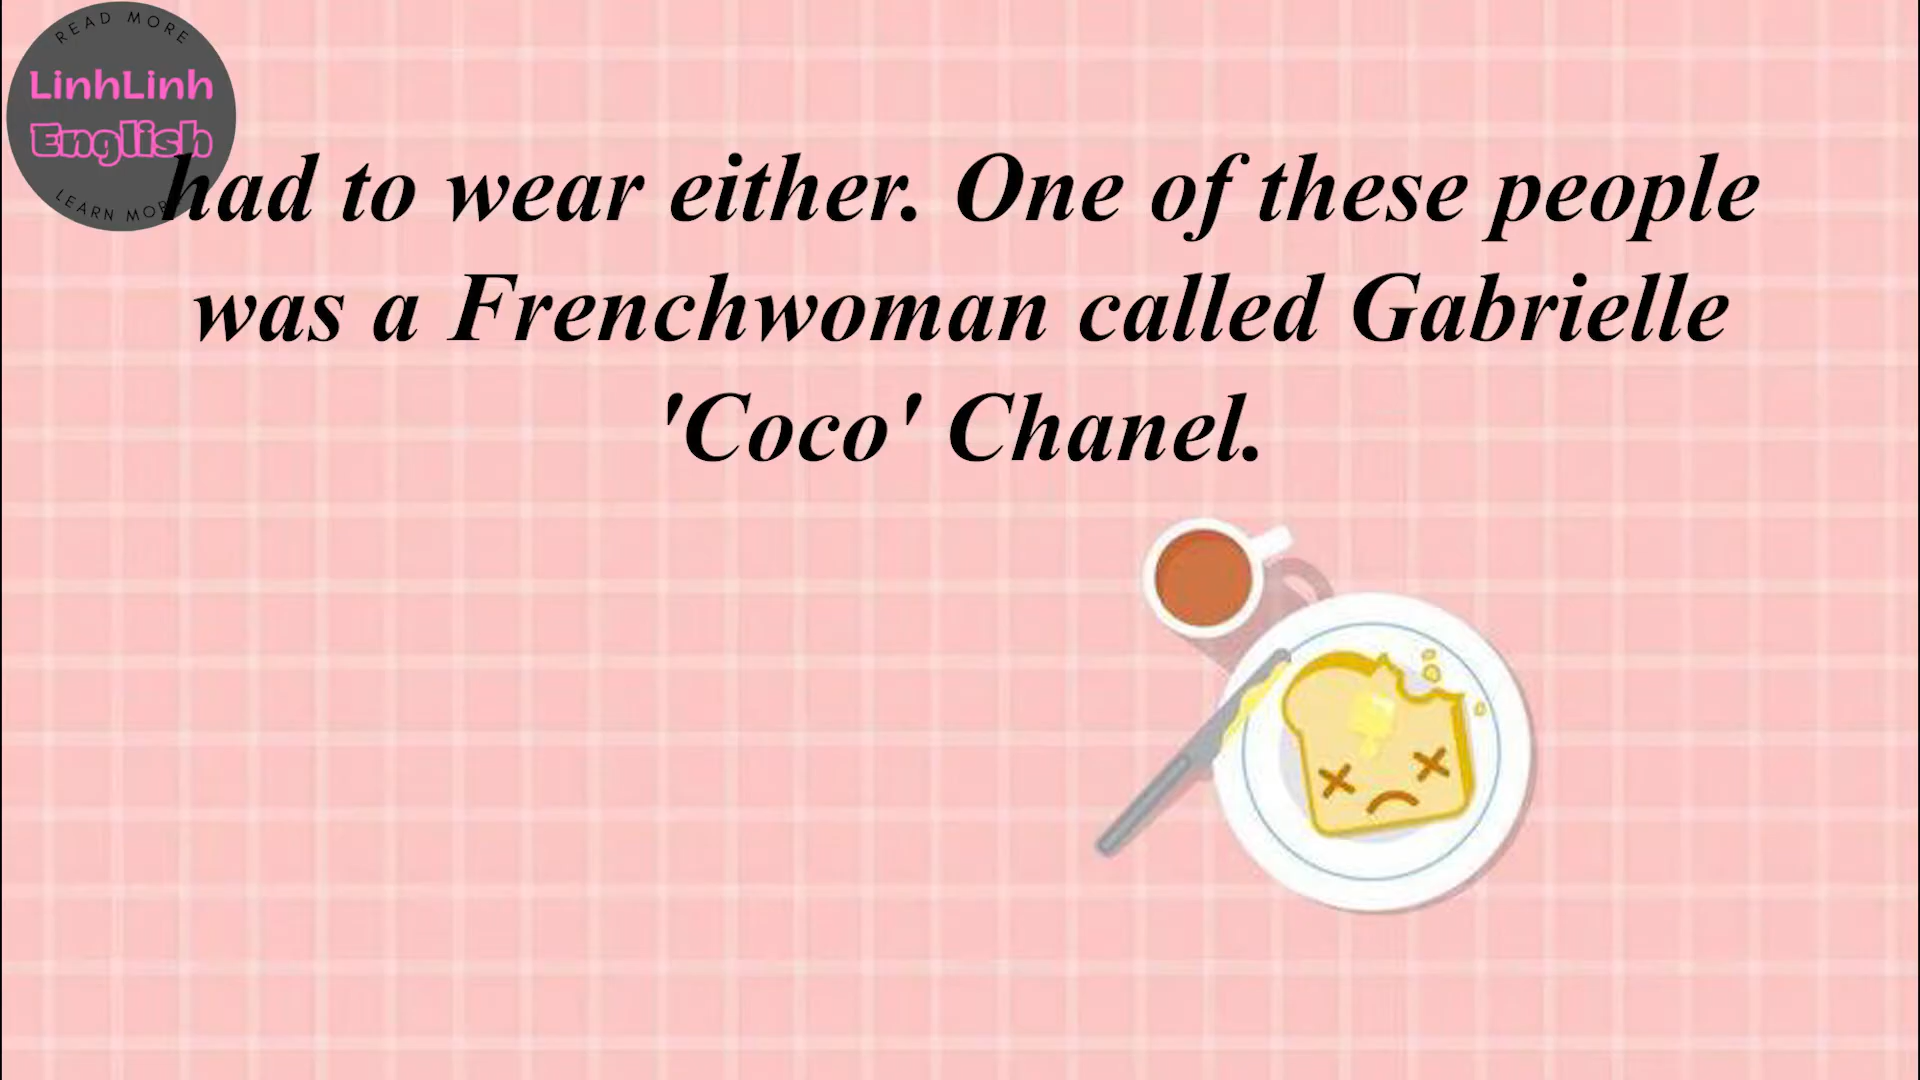 READ MORE
LinhLinh
English
LEARN MOR
had to wear either. One of these people
was a Frenchwoman called Gabrielle
'Coco' Chanel.